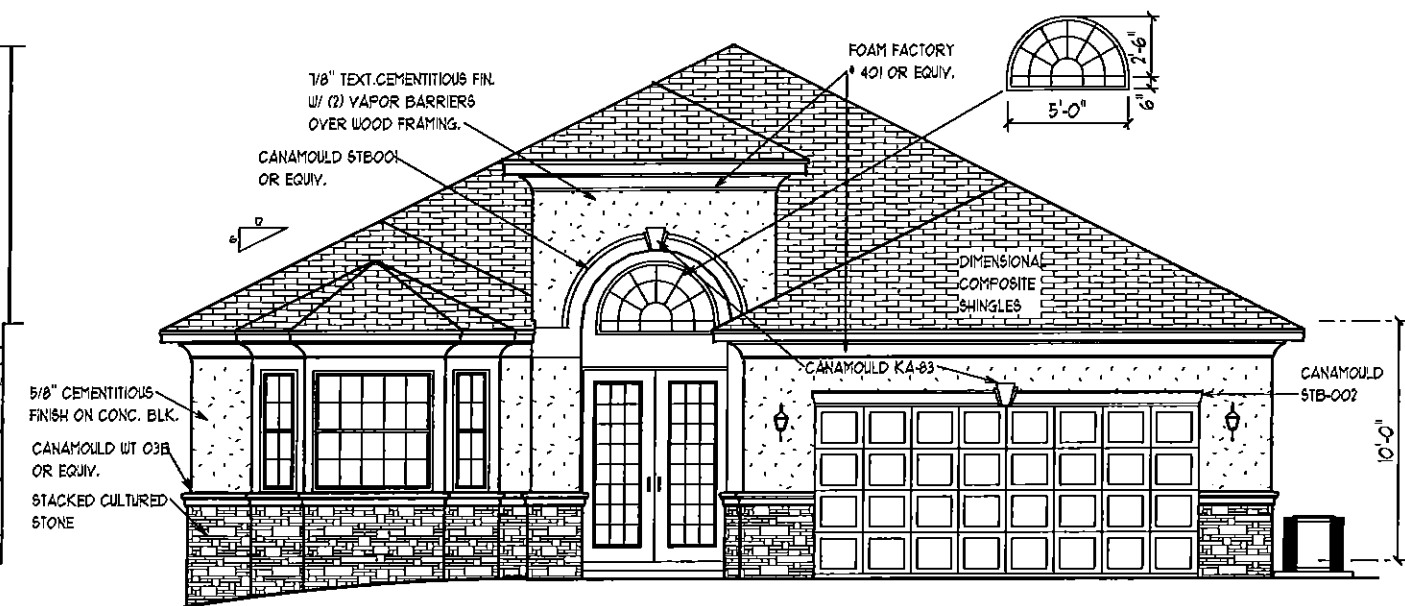 7/8" TEXT. CEMENTITIOUS FIN.
W/ (2) VAPOR BARRIERS
OVER WOOD FRAMING.
CANAMOULD STB001
OR EQUIV.
FOAM FACTORY
# 401 OR EQUIV.
2'-6"
6"
5'-0"
12
6
DIMENSIONAL
COMPOSITE
SHINGLES
CANAMOULD KA-83
CANAMOULD
STB-002
10'-0"
5/8" CEMENTITIOUS
FINISH ON CONC. BLK.
CANAMOULD WT 03B
OR EQUIV.
STACKED CULTURED
STONE